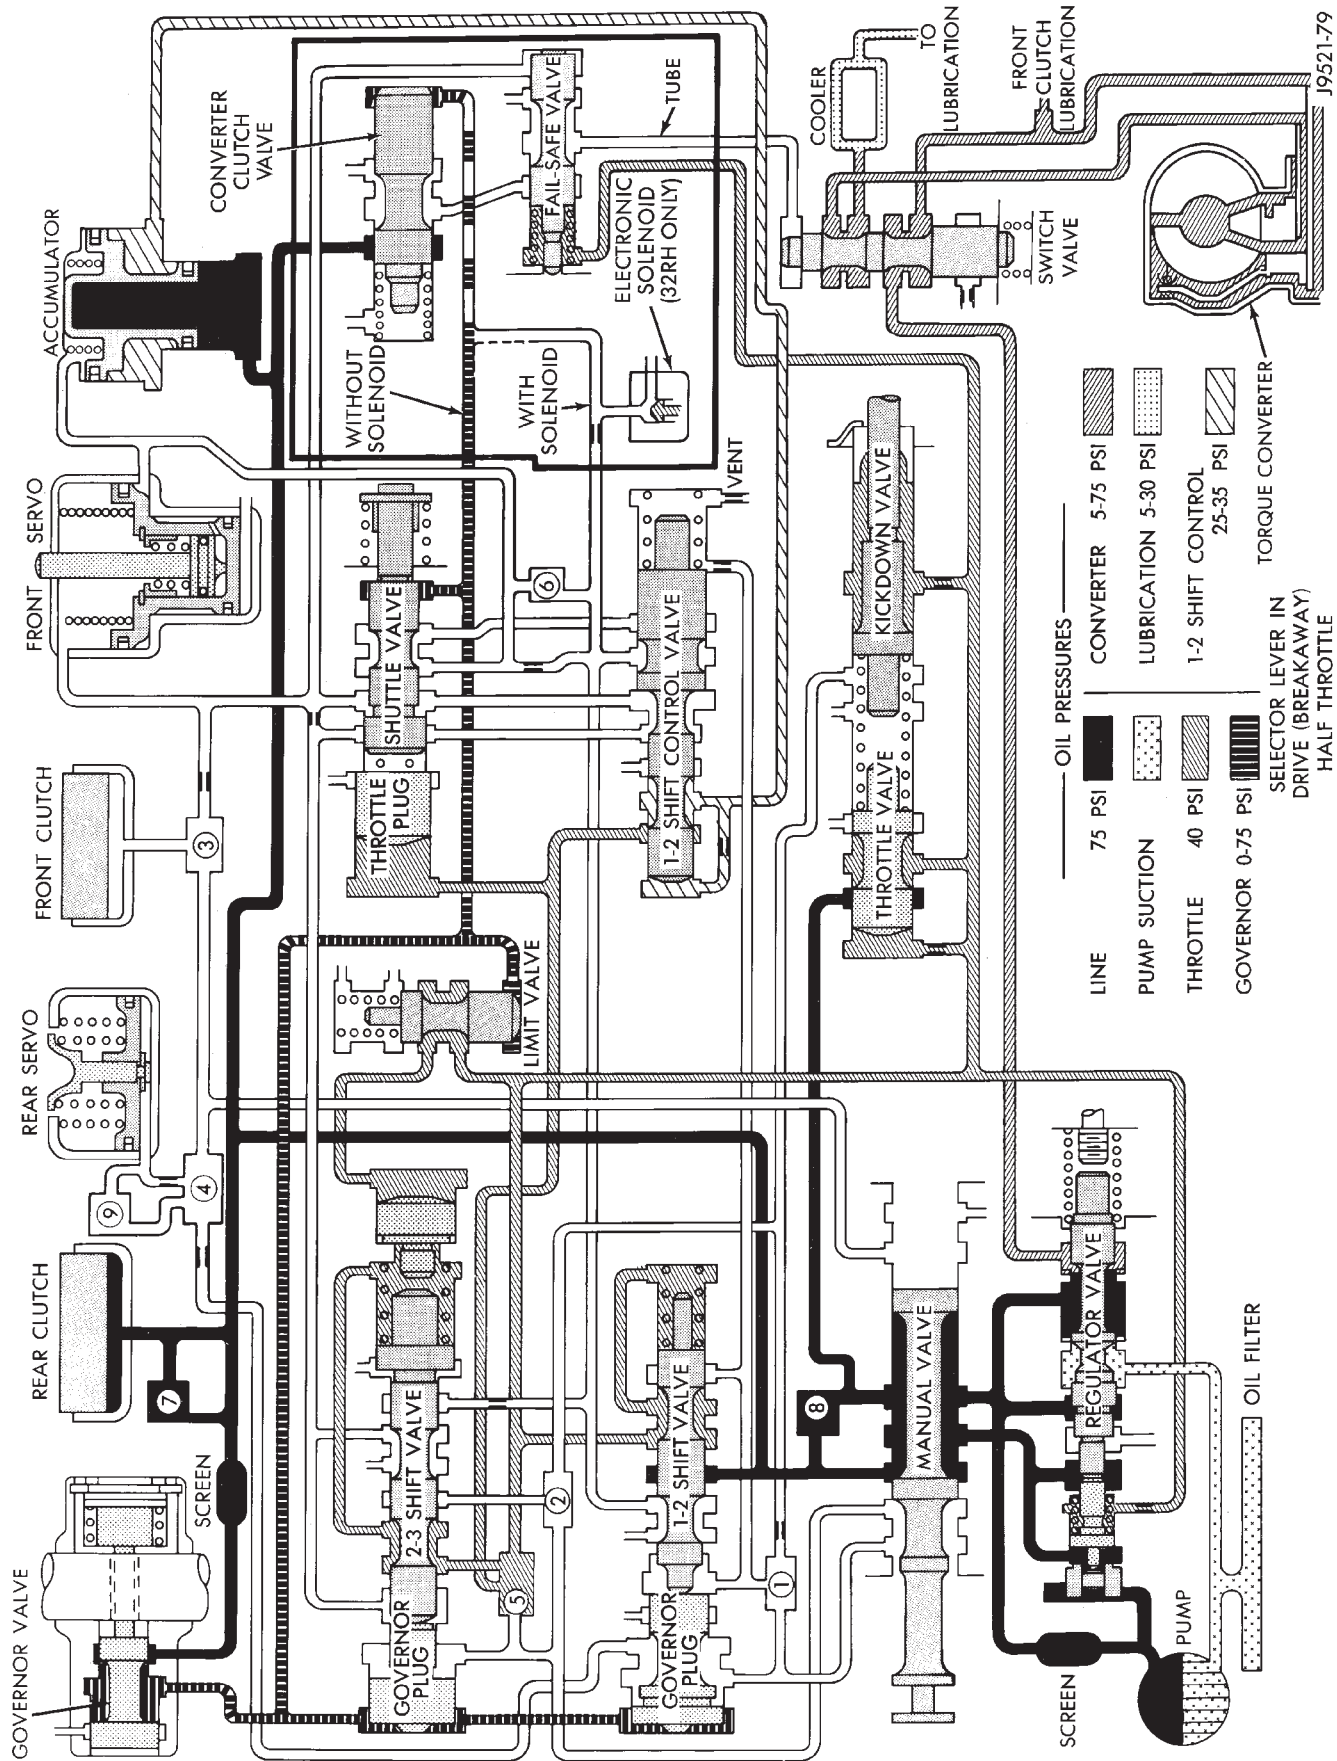 GOVERNOR VALVE
REAR CLUTCH
REAR SERVO
FRONT CLUTCH
FRONT SERVO
ACCUMULATOR
CONVERTER
CLUTCH
VALVE
SCREEN
7
9
4
3
6
GOVERNOR
PLUG
2-3 SHIFT VALVE
5
2
LIMIT VALVE
THROTTLE
PLUG
SHUTTLE VALVE
WITHOUT
SOLENOID
WITH
SOLENOID
FAIL-SAFE VALVE
ELECTRONIC
SOLENOID
(32RH ONLY)
TUBE
GOVERNOR
PLUG
1-2 SHIFT VALVE
1
8
1-2 SHIFT CONTROL VALVE
VENT
MANUAL VALVE
THROTTLE VALVE
KICKDOWN VALVE
SWITCH
VALVE
COOLER
TO
LUBRICATION
FRONT
CLUTCH
LUBRICATION
SCREEN
PUMP
REGULATOR VALVE
OIL FILTER
OIL PRESSURES
LINE 75 PSI
PUMP SUCTION
THROTTLE 40 PSI
GOVERNOR 0-75 PSI
CONVERTER 5-75 PSI
LUBRICATION 5-30 PSI
1-2 SHIFT CONTROL
25-35 PSI
TORQUE CONVERTER
SELECTOR LEVER IN
DRIVE (BREAKAWAY)
HALF THROTTLE
J9521-79